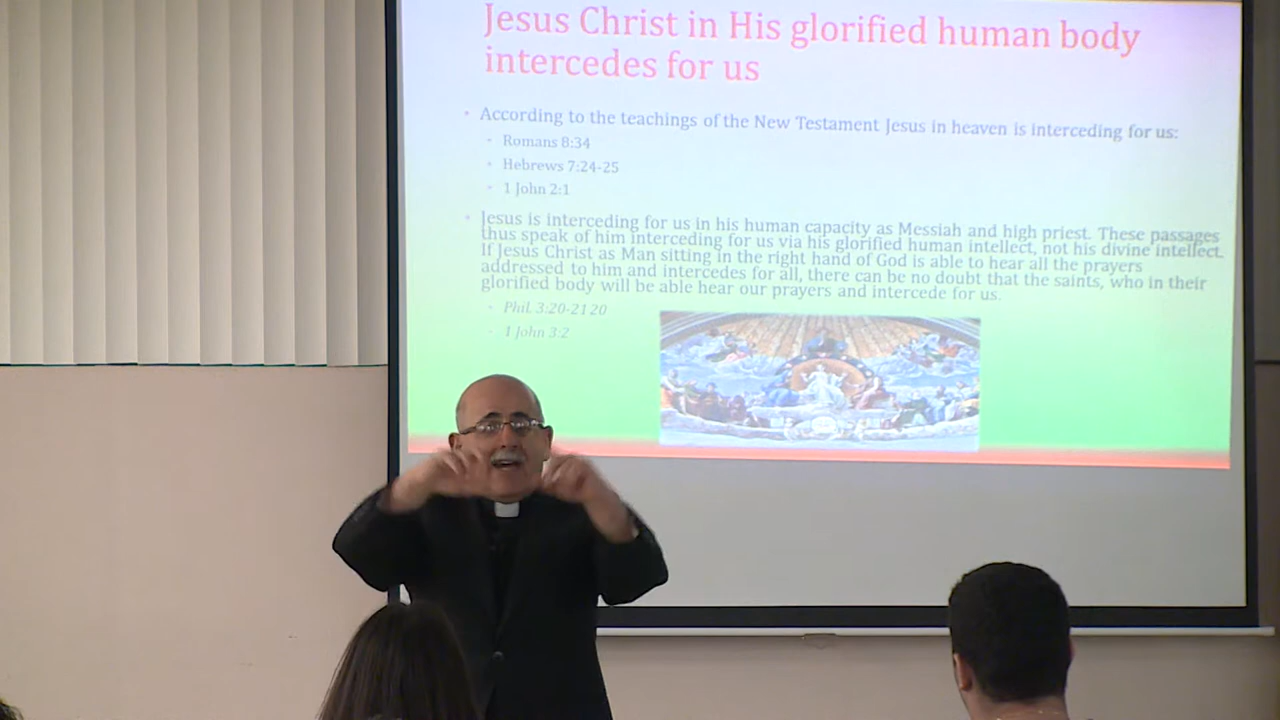 Jesus Christ in His glorified human body
intercedes for us
• According to the teachings of the New Testament Jesus in heaven is interceding for us:
• Romans 8:34
• Hebrews 7:24-25
• 1 John 2:1
• Jesus is interceding for us in his human capacity as Messiah and high priest. These passages
thus speak of him interceding for us via his glorified human intellect, not his divine intellect.
If Jesus Christ as Man sitting in the right hand of God is able to hear all the prayers
addressed to him and intercedes for all, there can be no doubt that the saints, who in their
glorified body will be able hear our prayers and intercede for us.
• Phil. 3:20-21 20
• 1 John 3:2